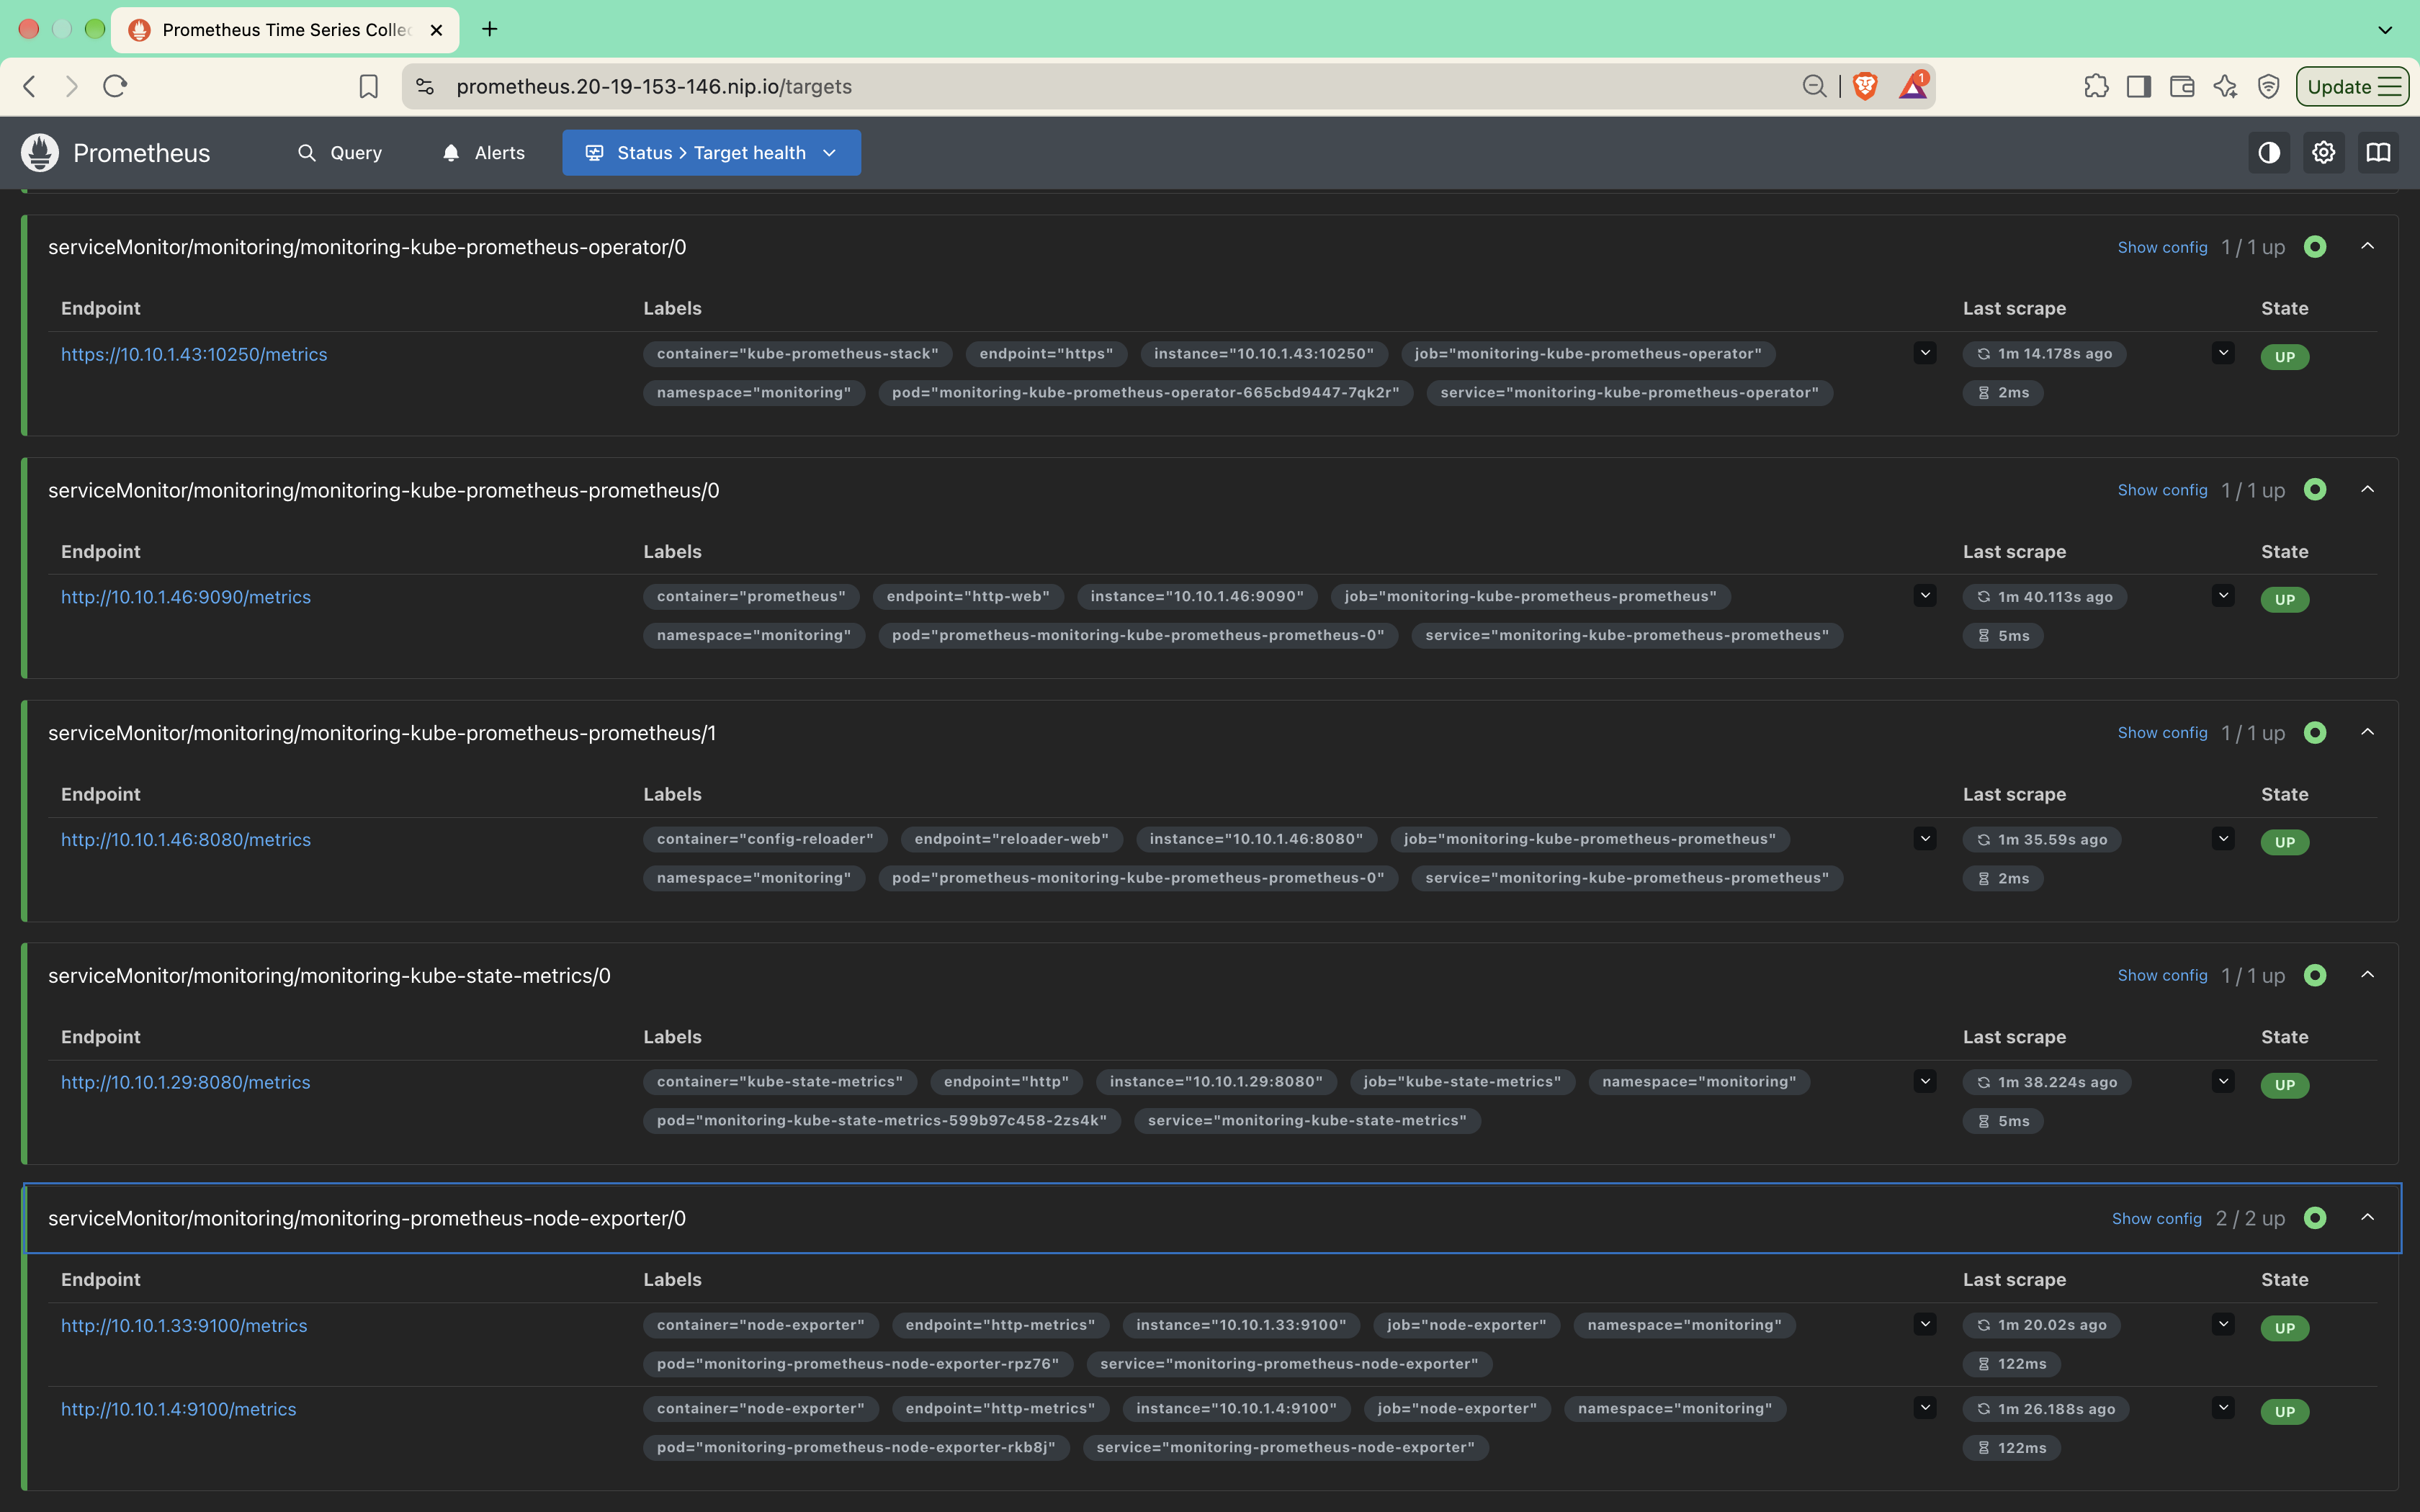 Prometheus Time Series Collec
prometheus.20-19-153-146.nip.io/targets
1
Update
Prometheus
Query
Alerts
Status > Target health
serviceMonitor/monitoring/monitoring-kube-prometheus-operator/0
Show config 1 / 1 up
Endpoint Labels Last scrape State
https://10.10.1.43:10250/metrics container="kube-prometheus-stack" endpoint="https" instance="10.10.1.43:10250" job="monitoring-kube-prometheus-operator" 1m 14.178s ago UP
namespace="monitoring" pod="monitoring-kube-prometheus-operator-665cbd9447-7qk2r" service="monitoring-kube-prometheus-operator" 2ms
serviceMonitor/monitoring/monitoring-kube-prometheus-prometheus/0
Show config 1 / 1 up
Endpoint Labels Last scrape State
http://10.10.1.46:9090/metrics container="prometheus" endpoint="http-web" instance="10.10.1.46:9090" job="monitoring-kube-prometheus-prometheus" 1m 40.113s ago UP
namespace="monitoring" pod="prometheus-monitoring-kube-prometheus-prometheus-0" service="monitoring-kube-prometheus-prometheus" 5ms
serviceMonitor/monitoring/monitoring-kube-prometheus-prometheus/1
Show config 1 / 1 up
Endpoint Labels Last scrape State
http://10.10.1.46:8080/metrics container="config-reloader" endpoint="reloader-web" instance="10.10.1.46:8080" job="monitoring-kube-prometheus-prometheus" 1m 35.59s ago UP
namespace="monitoring" pod="prometheus-monitoring-kube-prometheus-prometheus-0" service="monitoring-kube-prometheus-prometheus" 2ms
serviceMonitor/monitoring/monitoring-kube-state-metrics/0
Show config 1 / 1 up
Endpoint Labels Last scrape State
http://10.10.1.29:8080/metrics container="kube-state-metrics" endpoint="http" instance="10.10.1.29:8080" job="kube-state-metrics" namespace="monitoring" 1m 38.224s ago UP
pod="monitoring-kube-state-metrics-599b97c458-2zs4k" service="monitoring-kube-state-metrics" 5ms
serviceMonitor/monitoring/monitoring-prometheus-node-exporter/0
Show config 2 / 2 up
Endpoint Labels Last scrape State
http://10.10.1.33:9100/metrics container="node-exporter" endpoint="http-metrics" instance="10.10.1.33:9100" job="node-exporter" namespace="monitoring" 1m 20.02s ago UP
pod="monitoring-prometheus-node-exporter-rpz76" service="monitoring-prometheus-node-exporter" 122ms
http://10.10.1.4:9100/metrics container="node-exporter" endpoint="http-metrics" instance="10.10.1.4:9100" job="node-exporter" namespace="monitoring" 1m 26.188s ago UP
pod="monitoring-prometheus-node-exporter-rkb8j" service="monitoring-prometheus-node-exporter" 122ms